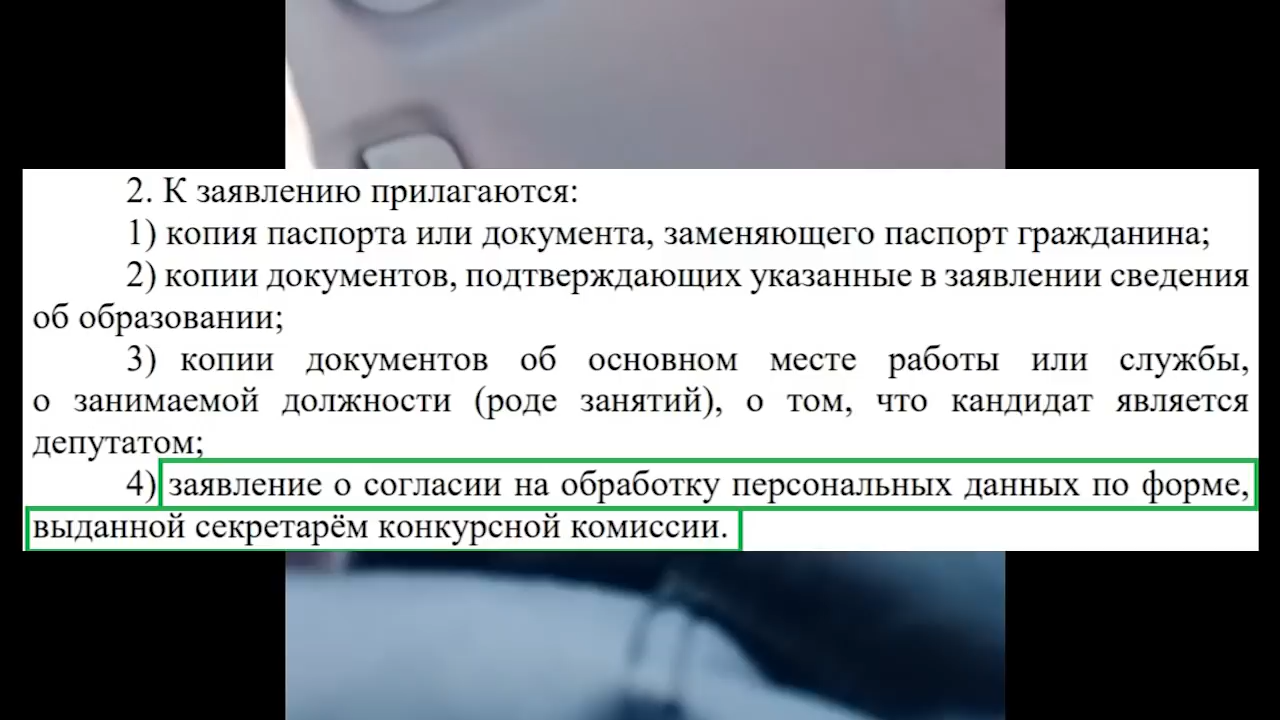 2. К заявлению прилагаются:
1) копия паспорта или документа, заменяющего паспорт гражданина;
2) копии документов, подтверждающих указанные в заявлении сведения
об образовании;
3) копии документов об основном месте работы или службы,
о занимаемой должности (роде занятий), о том, что кандидат является
депутатом;
4) заявление о согласии на обработку персональных данных по форме,
выданной секретарём конкурсной комиссии.